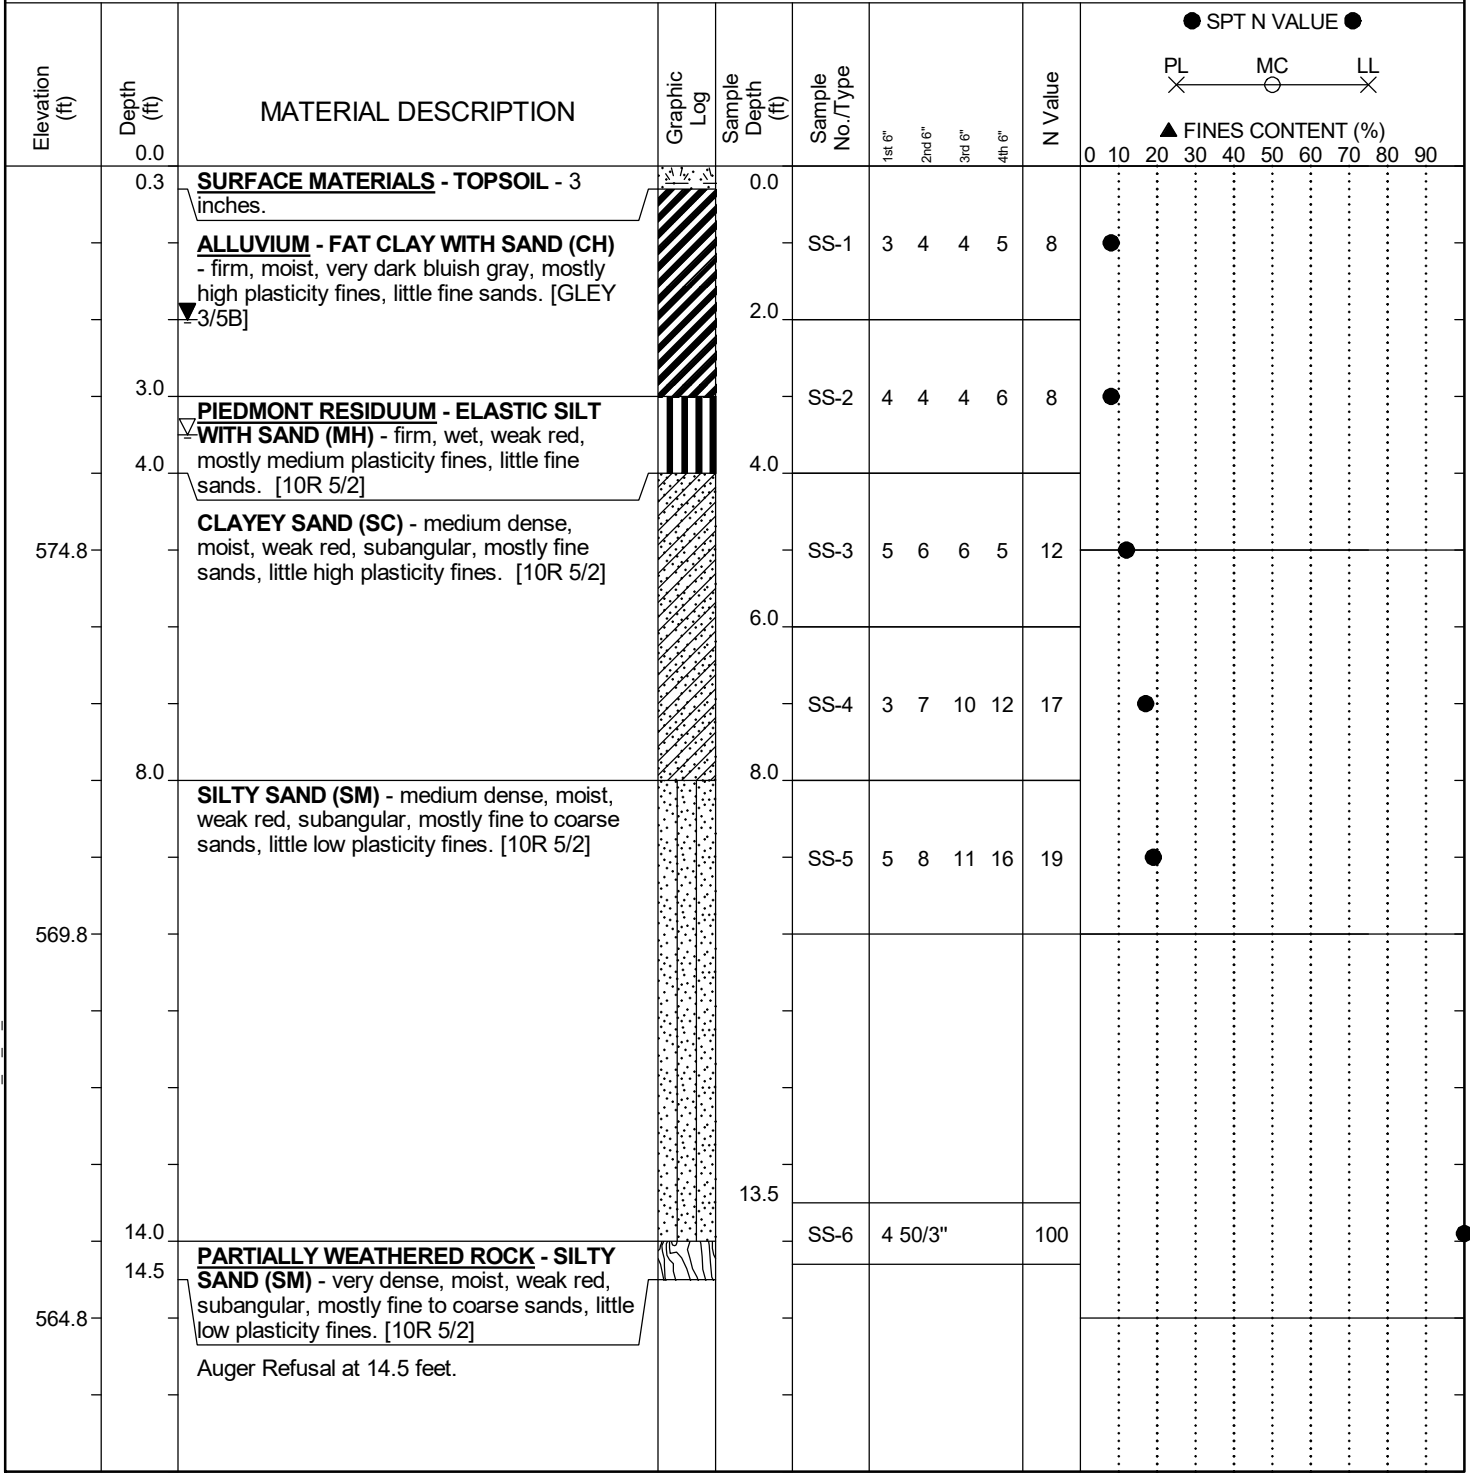 ● SPT N VALUE ●
PL MC LL
▲ FINES CONTENT (%)
0 10 20 30 40 50 60 70 80 90
Elevation (ft)
Depth (ft)
0.0
MATERIAL DESCRIPTION
Graphic Log
Sample Depth (ft)
Sample No./Type
1st 6"
2nd 6"
3rd 6"
4th 6"
N Value
0.3 SURFACE MATERIALS - TOPSOIL - 3 0.0
inches.
ALLUVIUM - FAT CLAY WITH SAND (CH) SS-1 3 4 4 5 8
- firm, moist, very dark bluish gray, mostly
high plasticity fines, little fine sands. [GLEY
3/5B] 2.0
3.0 SS-2 4 4 4 6 8
PIEDMONT RESIDUUM - ELASTIC SILT
WITH SAND (MH) - firm, wet, weak red,
mostly medium plasticity fines, little fine
4.0 4.0
sands. [10R 5/2]
CLAYEY SAND (SC) - medium dense,
574.8 moist, weak red, subangular, mostly fine SS-3 5 6 6 5 12
sands, little high plasticity fines. [10R 5/2]
6.0
SS-4 3 7 10 12 17
8.0 8.0
SILTY SAND (SM) - medium dense, moist,
weak red, subangular, mostly fine to coarse
sands, little low plasticity fines. [10R 5/2]
SS-5 5 8 11 16 19
569.8
13.5
14.0 SS-6 4 50/3" 100
PARTIALLY WEATHERED ROCK - SILTY
14.5 SAND (SM) - very dense, moist, weak red,
subangular, mostly fine to coarse sands, little
564.8 low plasticity fines. [10R 5/2]
Auger Refusal at 14.5 feet.